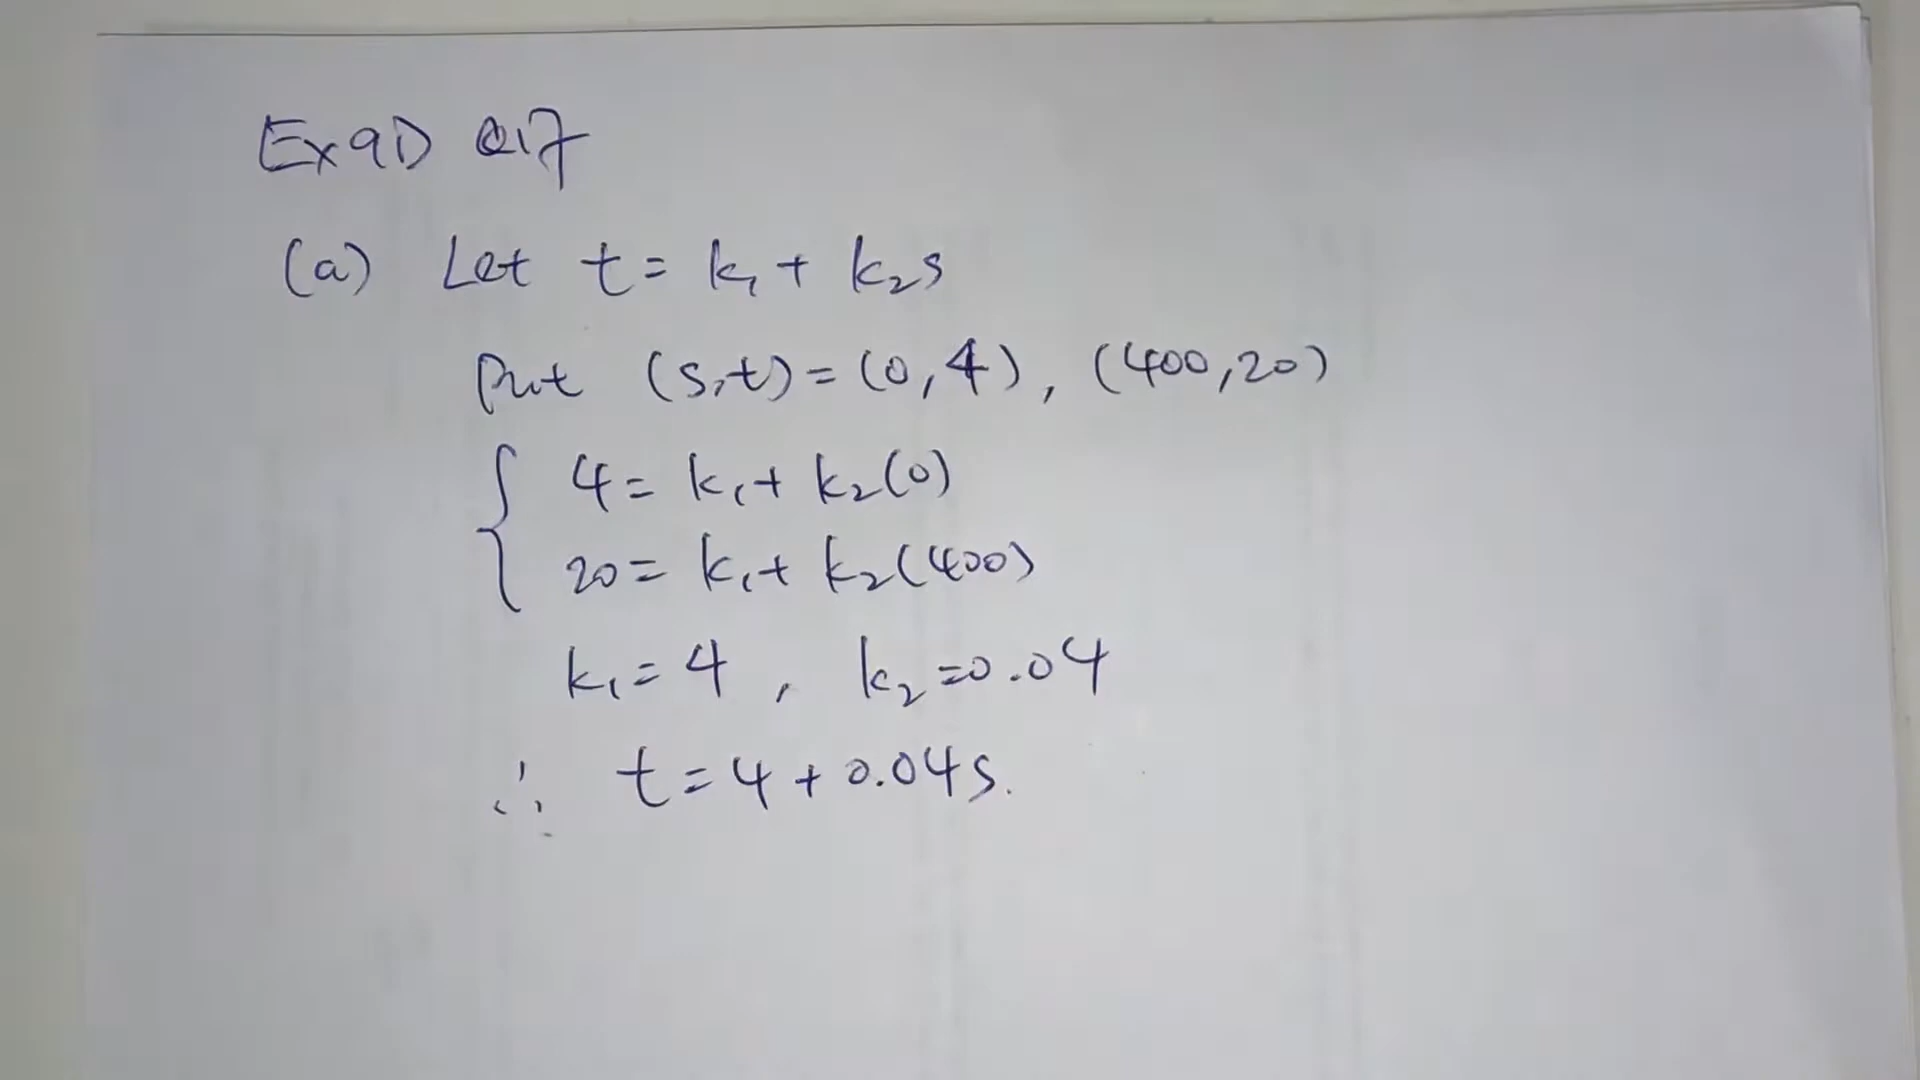 Ex9D Q17
(a) Let t = k₁ + k₂s
Put (s,t) = (0,4), (400,20)
{ 4 = k₁ + k₂(0)
20 = k₁ + k₂(400)
k₁ = 4 , k₂ = 0.04
∴ t = 4 + 0.04s.